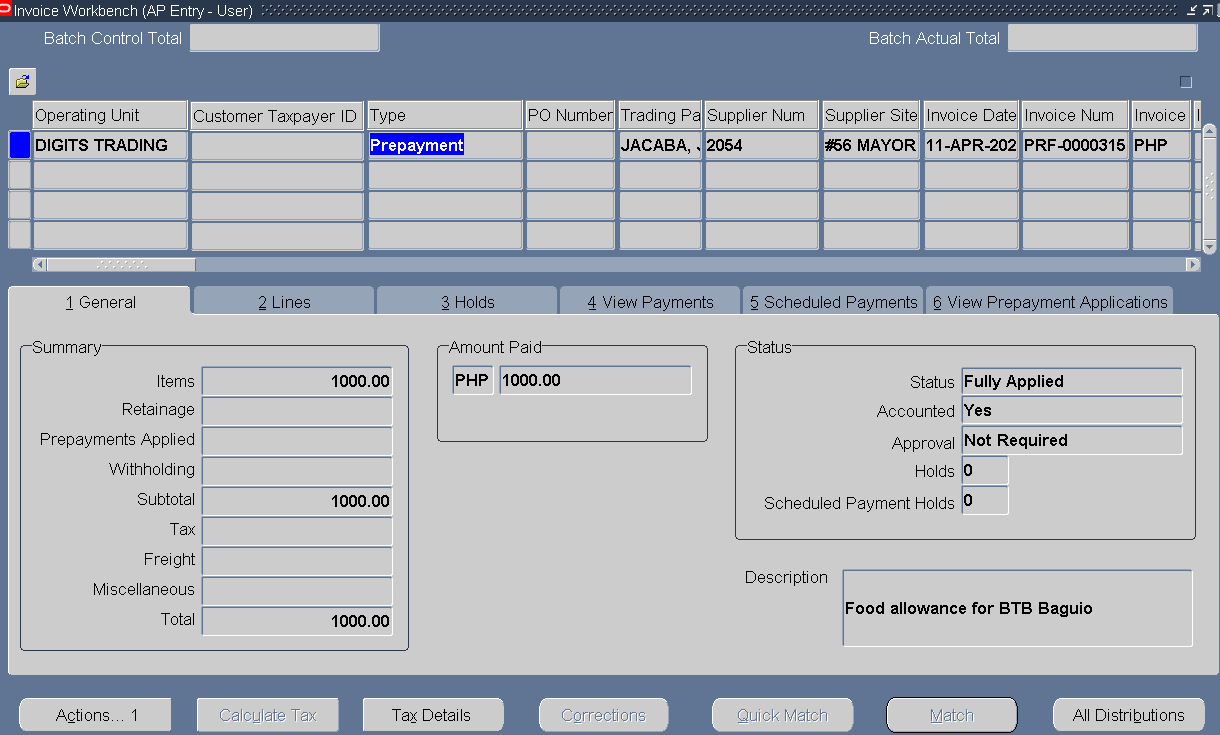 Invoice Workbench (AP Entry - User)
Batch Control Total
Batch Actual Total
Operating Unit Customer Taxpayer ID Type PO Number Trading Pa Supplier Num Supplier Site Invoice Date Invoice Num Invoice
DIGITS TRADING Prepayment JACABA, 2054 #56 MAYOR 11-APR-202 PRF-0000315 PHP
1 General 2 Lines 3 Holds 4 View Payments 5 Scheduled Payments 6 View Prepayment Applications
Summary
Items 1000.00
Retainage
Prepayments Applied
Withholding
Subtotal 1000.00
Tax
Freight
Miscellaneous
Total 1000.00
Amount Paid
PHP 1000.00
Status
Status Fully Applied
Accounted Yes
Approval Not Required
Holds 0
Scheduled Payment Holds 0
Description Food allowance for BTB Baguio
Actions... 1 Calculate Tax Tax Details Corrections Quick Match Match All Distributions